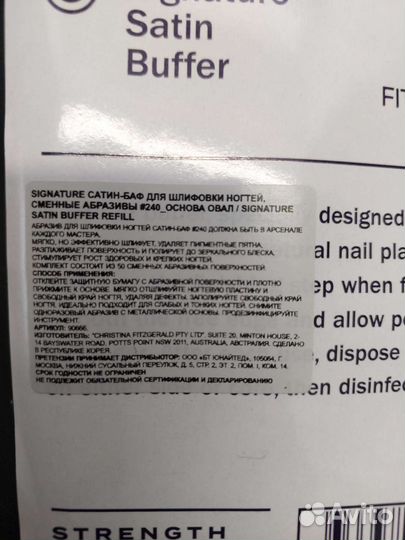 Signature
Satin
Buffer
FIT
SIGNATURE САТИН-БАФ ДЛЯ ШЛИФОВКИ НОГТЕЙ.
СМЕННЫЕ АБРАЗИВЫ #240_ОСНОВА ОВАЛ / SIGNATURE
SATIN BUFFER REFILL
АБРАЗИВ ДЛЯ ШЛИФОВКИ НОГТЕЙ САТИН-БАФ #240 ДОЛЖНА БЫТЬ В АРСЕНАЛЕ
КАЖДОГО МАСТЕРА.
МЯГКО, НО ЭФФЕКТИВНО ШЛИФУЕТ, УДАЛЯЕТ ПИГМЕНТНЫЕ ПЯТНА,
РАЗГЛАЖИВАЕТ ПОВЕРХНОСТЬ И ПОЛИРУЕТ ДО ЗЕРКАЛЬНОГО БЛЕСКА.
СТИМУЛИРУЕТ РОСТ ЗДОРОВЫХ И КРЕПКИХ НОГТЕЙ.
КОМПЛЕКТ СОСТОИТ ИЗ 50 СМЕННЫХ АБРАЗИВНЫХ ПОВЕРХНОСТЕЙ
СПОСОБ ПРИМЕНЕНИЯ:
ОТКЛЕЙТЕ ЗАЩИТНУЮ БУМАГУ С АБРАЗИВНОЙ ПОВЕРХНОСТИ И ПЛОТНО
ПРИЖМИТЕ К ОСНОВЕ. МЯГКО ОТШЛИФУЙТЕ НОГТЕВУЮ ПЛАСТИНУ И
СВОБОДНЫЙ КРАЙ НОГТЯ, УДАЛЯЯ ДЕФЕКТЫ. ЗАПОЛИРУЙТЕ СВОБОДНЫЙ КРАЙ
НОГТЯ. ИДЕАЛЬНО ПОДХОДИТ ДЛЯ СЛАБЫХ И ТОНКИХ НОГТЕЙ. СНИМИТЕ
ОДНОРАЗОВЫЙ АБРАЗИВ С МЕТАЛЛИЧЕСКОЙ ОСНОВЫ. ПРОДЕЗИНФИЦИРУЙТЕ
ИНСТРУМЕНТ.
АРТИКУЛ: 90666.
ИЗГОТОВИТЕЛЬ: "CHRISTINA FITZGERALD PTY LTD", SUITE 20, MINTON HOUSE, 2-
14 BAYSWATER ROAD, POTTS POINT NSW 2011, AUSTRALIA, АВСТРАЛИЯ. СДЕЛАНО
В РЕСПУБЛИКЕ КОРЕЯ.
ПРЕТЕНЗИИ ПРИНИМАЕТ ДИСТРИБЬЮТОР: ООО «БТ ЮНАЙТЕД», 105064, Г
МОСКВА, НИЖНИЙ СУСАЛЬНЫЙ ПЕРЕУЛОК, Д. 5, СТР. 2, ЭТ 2, ПОМ. I, КОМ. 14.
СРОК ГОДНОСТИ НЕ ОГРАНИЧЕН
НЕ ПОДЛЕЖИТ ОБЯЗАТЕЛЬНОЙ СЕРТИФИКАЦИИ И ДЕКЛАРИРОВАНИЮ
designed
al nail pla
ep when f
d allow p
, dispose
then disinfec
STRENGTH
Avito